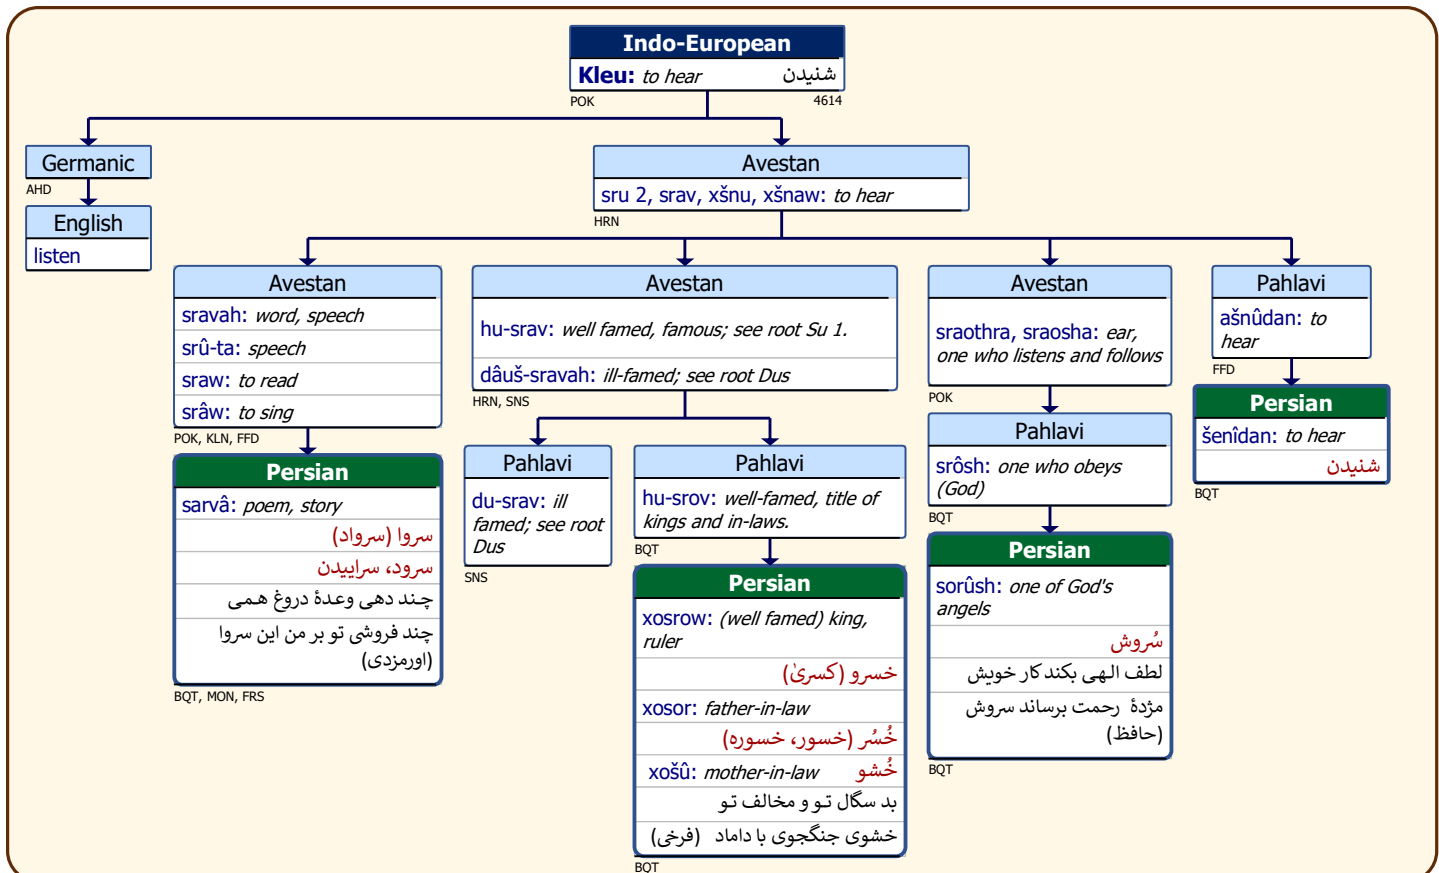 Indo-European
Kleu: to hear شنیدن
POK 4614
Germanic
AHD
English
listen
Avestan
sru 2, srav, xšnu, xšnaw: to hear
HRN
Avestan
sravah: word, speech
srû-ta: speech
sraw: to read
srâw: to sing
POK, KLN, FFD
Persian
sarvâ: poem, story
سروا (سرواد)
سرود، سراییدن
چند دهی وعدهٔ دروغ همی
چند فروشی تو بر من این سروا
(اورمزدی)
BQT, MON, FRS
Avestan
hu-srav: well famed, famous; see root Su 1.
dâuš-sravah: ill-famed; see root Dus
HRN, SNS
Pahlavi
du-srav: ill
famed; see root
Dus
SNS
Pahlavi
hu-srov: well-famed, title of
kings and in-laws.
BQT
Persian
xosrow: (well famed) king,
ruler
خسرو (کسریٰ)
xosor: father-in-law
خُسُر (خسور، خسوره)
xošû: mother-in-law خُشو
بد سگال تو و مخالف تو
خشوی جنگجوی با داماد (فرخی)
BQT
Avestan
sraothra, sraosha: ear,
one who listens and follows
POK
Pahlavi
srôsh: one who obeys
(God)
BQT
Persian
sorûsh: one of God's
angels
سُروش
لطف الهی بکند کار خویش
مژدهٔ رحمت برساند سروش
(حافظ)
BQT
Pahlavi
ašnûdan: to
hear
FFD
Persian
šenîdan: to hear
شنیدن
BQT